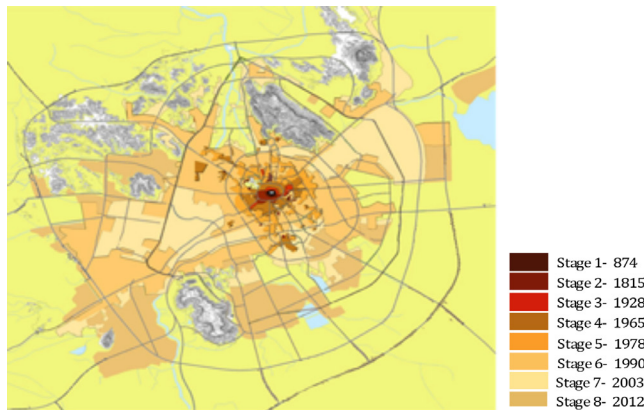 Stage 1- 874
Stage 2- 1815
Stage 3- 1928
Stage 4- 1965
Stage 5- 1978
Stage 6- 1990
Stage 7- 2003
Stage 8- 2012